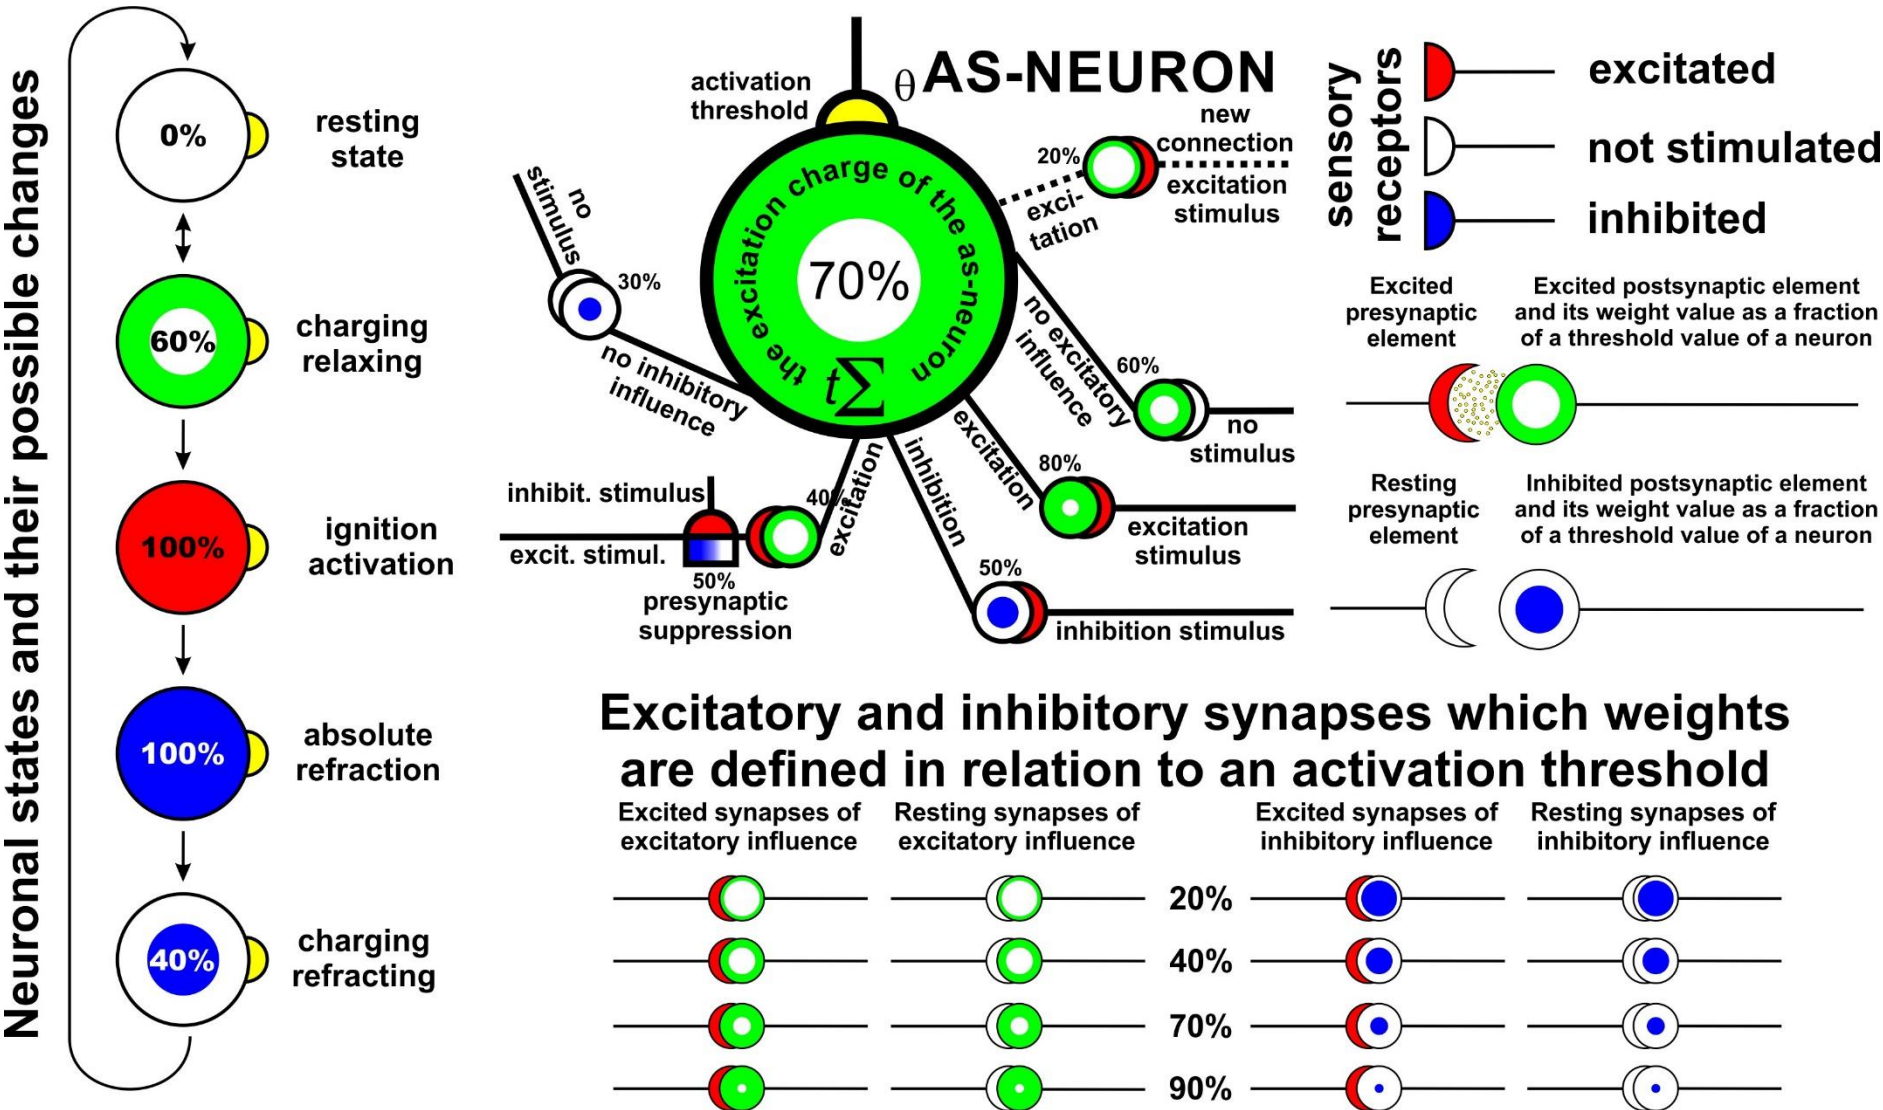 Neuronal states and their possible changes
0%
resting
state
60%
charging
relaxing
100%
ignition
activation
100%
absolute
refraction
40%
charging
refracting
activation
threshold
θ
AS-NEURON
the excitation charge of the as-neuron
70%
tΣ
no
stimulus
30%
no inhibitory
influence
20%
new
connection
exci-
tation
excitation
stimulus
no excitatory
influence
60%
no
stimulus
excitation
80%
excitation
stimulus
inhibition
50%
inhibition stimulus
inhibit. stimulus
excit. stimul.
40%
excitation
50%
presynaptic
suppression
sensory
receptors
excitated
not stimulated
inhibited
Excited
presynaptic
element
Excited postsynaptic element
and its weight value as a fraction
of a threshold value of a neuron
Resting
presynaptic
element
Inhibited postsynaptic element
and its weight value as a fraction
of a threshold value of a neuron
Excitatory and inhibitory synapses which weights
are defined in relation to an activation threshold
Excited synapses of
excitatory influence
Resting synapses of
excitatory influence
Excited synapses of
inhibitory influence
Resting synapses of
inhibitory influence
20%
40%
70%
90%